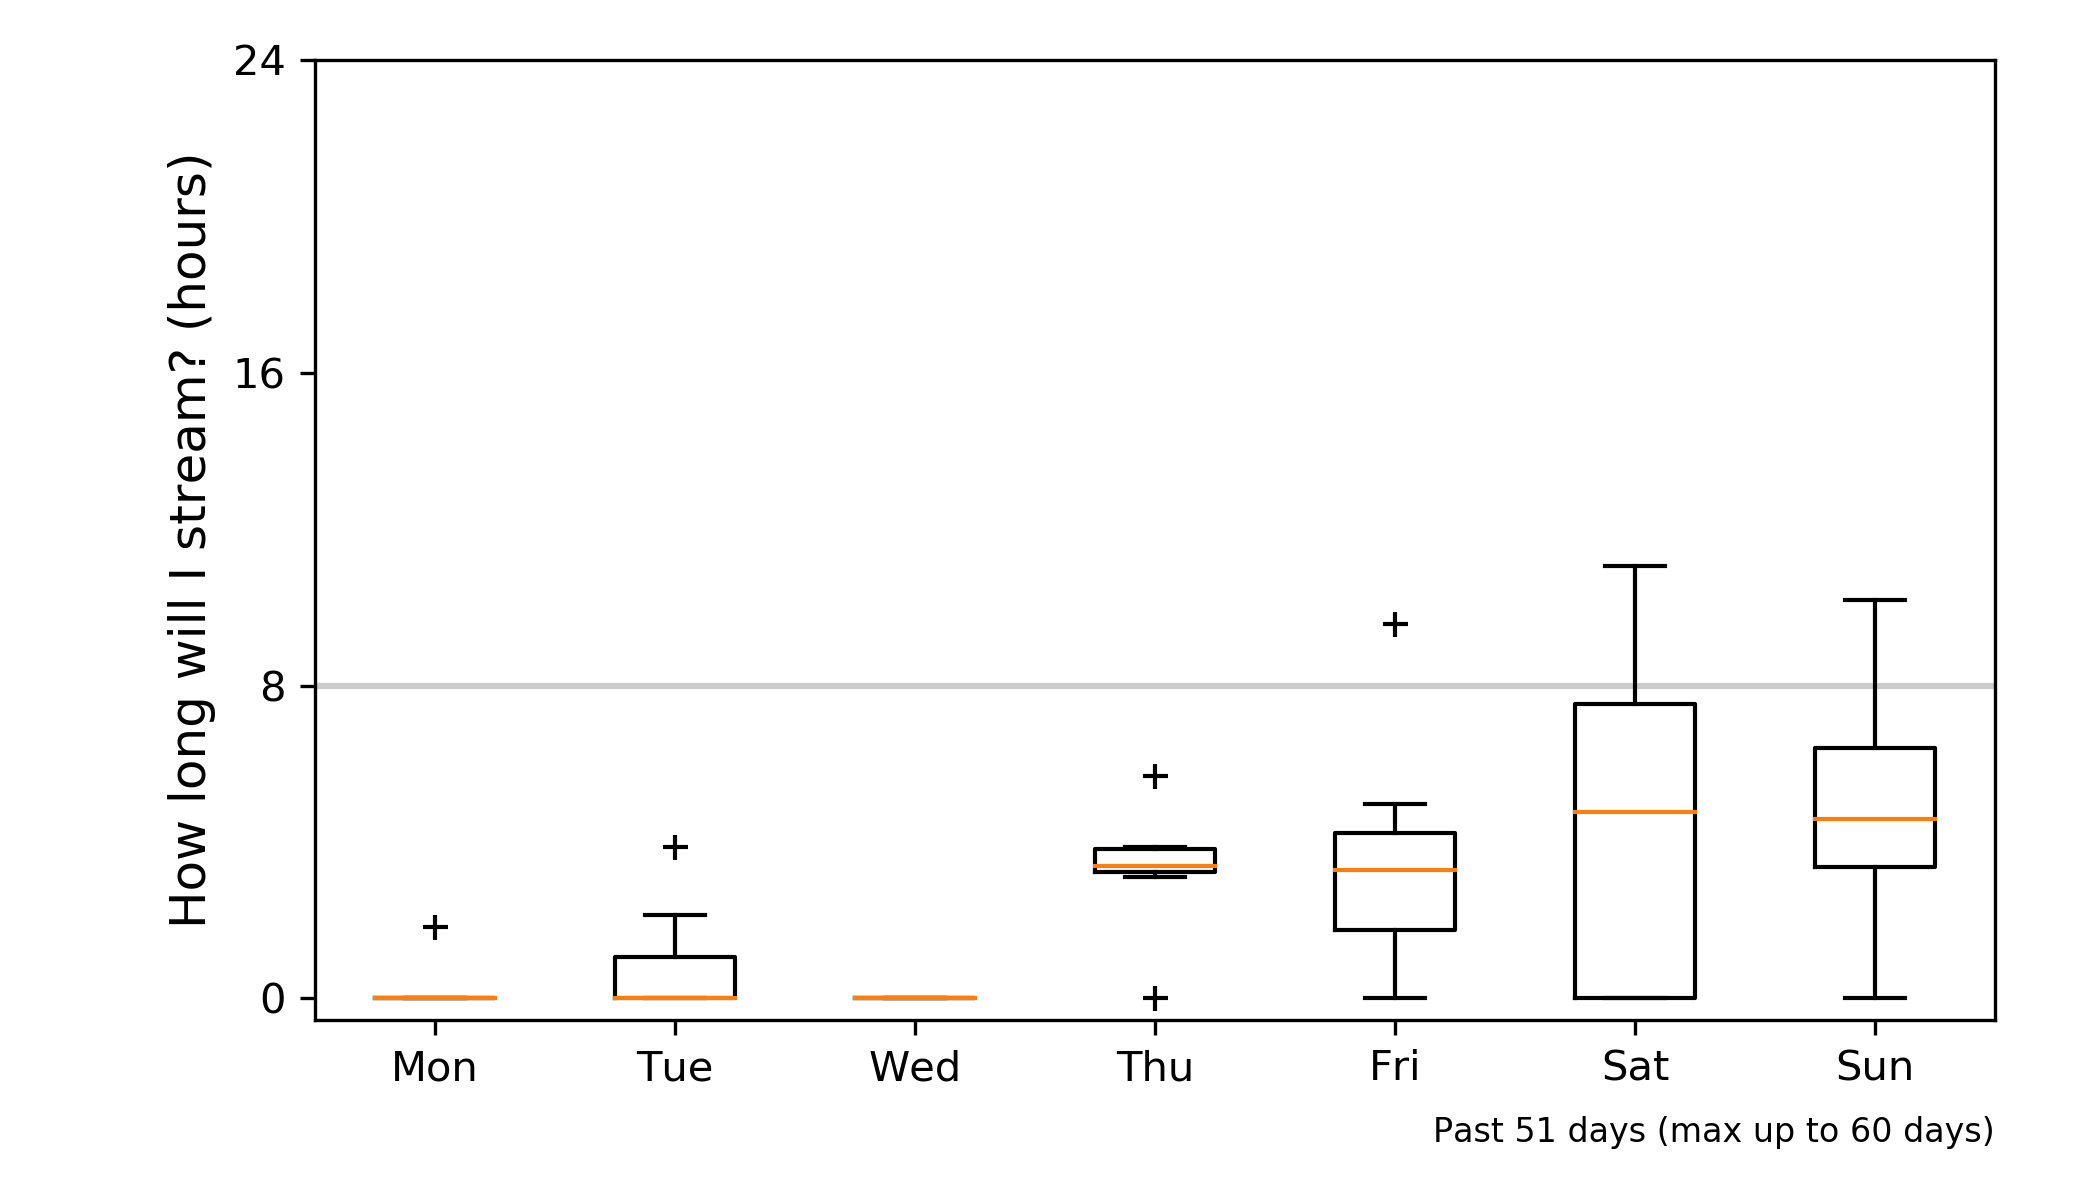 How long will I stream? (hours)
24
16
8
0
Mon Tue Wed Thu Fri Sat Sun
Past 51 days (max up to 60 days)